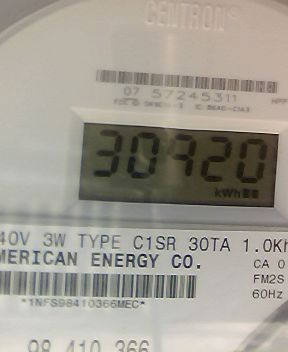 CENTRON®
07 57245311
30920
kWh
40V 3W TYPE C1SR 30TA 1.0Kh
MERICAN ENERGY CO.
CA 0
FM2S
60Hz
*1NFS98410366MEC*
98 410 366